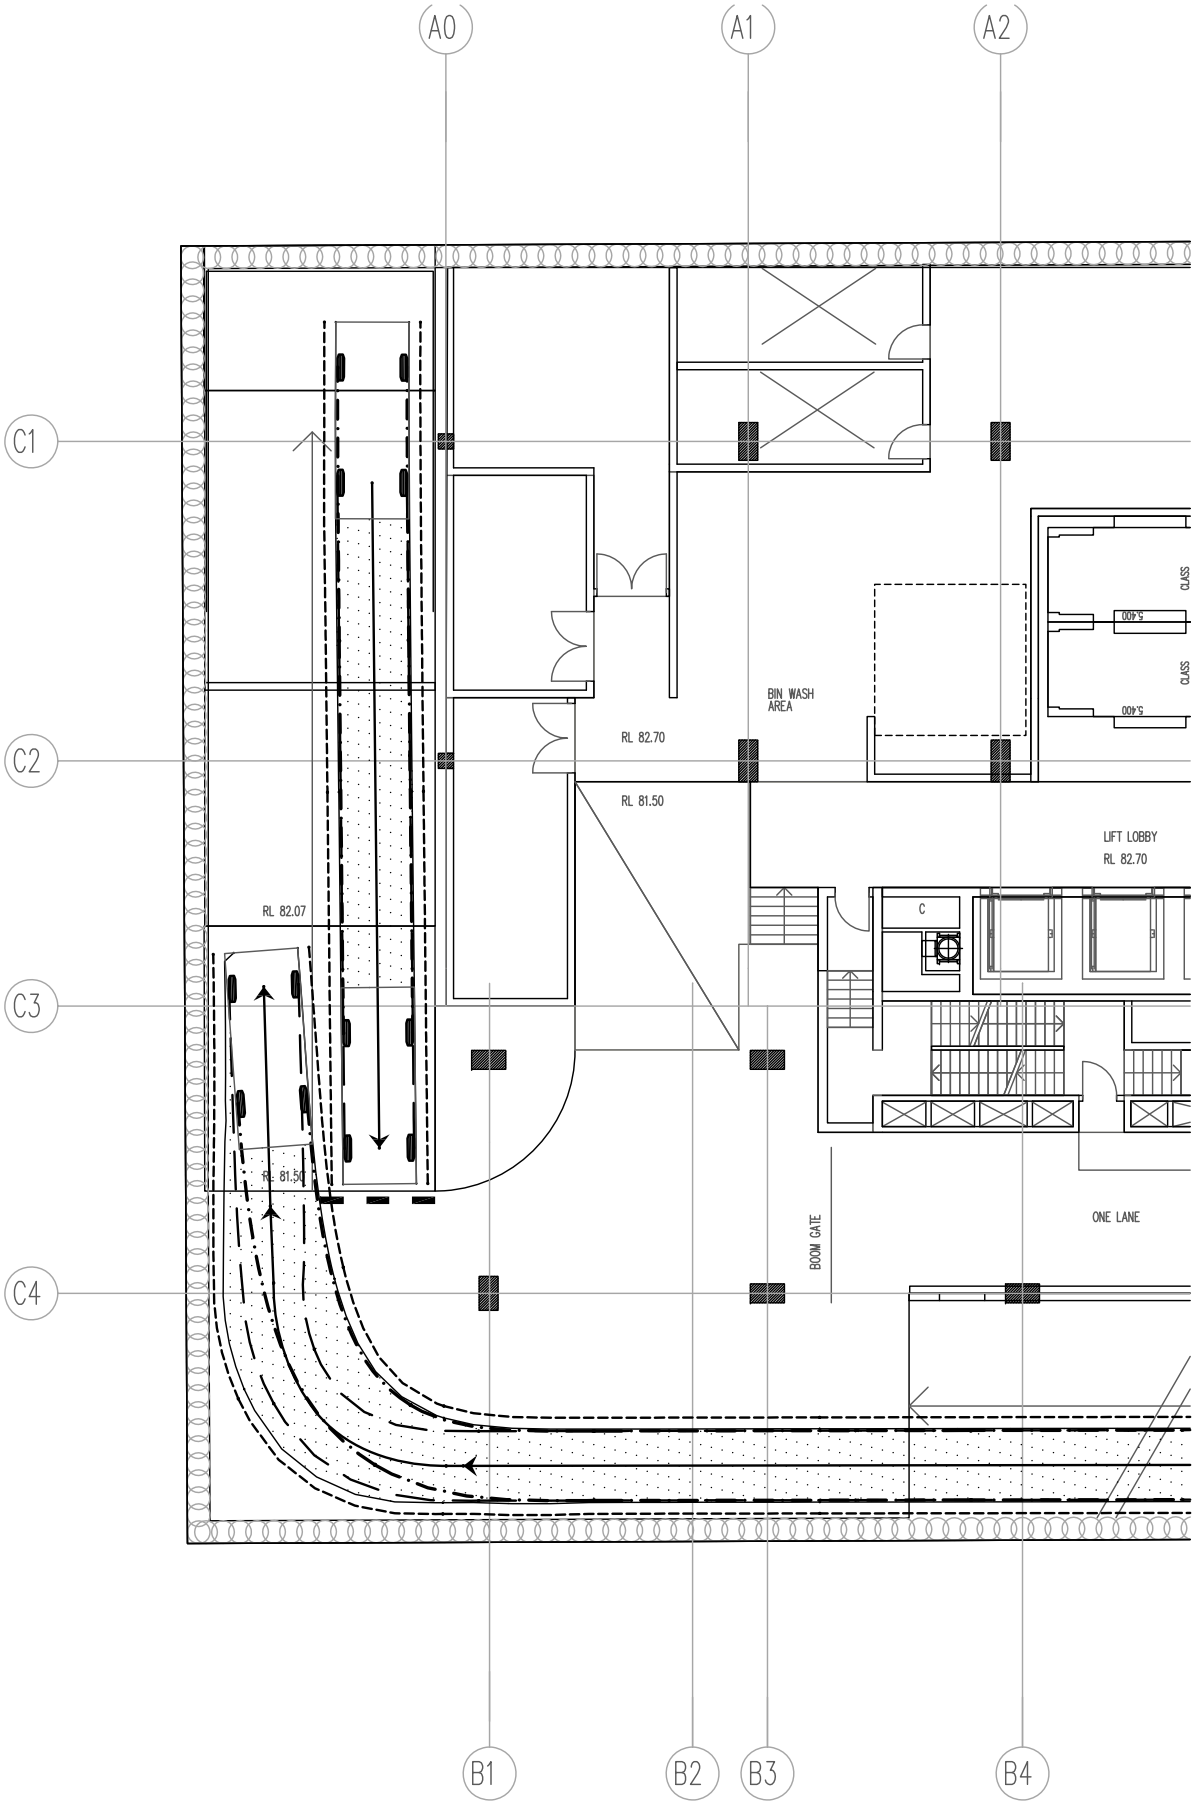 A0
A1
A2
C1
CLASS
5.400
CLASS
BIN WASH
AREA
5.400
RL 82.70
C2
RL 81.50
LIFT LOBBY
RL 82.70
RL 82.07
C
C3
RL 81.50
BOOM GATE
ONE LANE
C4
B1
B2
B3
B4